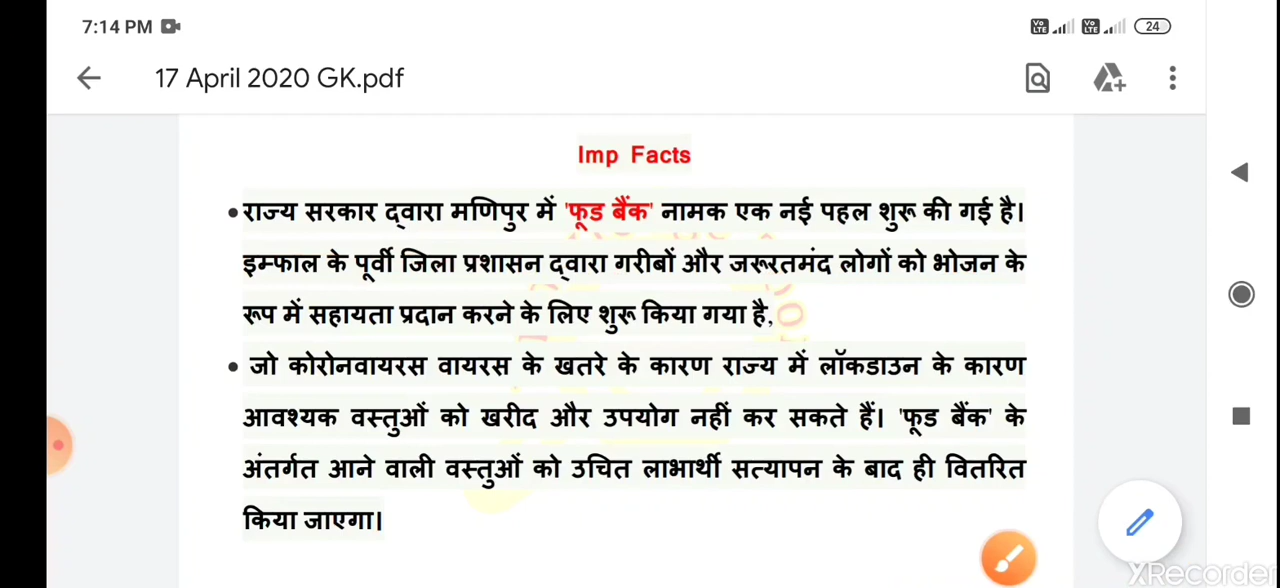 7:14 PM
24
17 April 2020 GK.pdf
Imp Facts
•राज्य सरकार द्वारा मणिपुर में 'फूड बैंक' नामक एक नई पहल शुरू की गई है।
इम्फाल के पूर्वी जिला प्रशासन द्वारा गरीबों और जरूरतमंद लोगों को भोजन के
रूप में सहायता प्रदान करने के लिए शुरू किया गया है,
• जो कोरोनवायरस वायरस के खतरे के कारण राज्य में लॉकडाउन के कारण
आवश्यक वस्तुओं को खरीद और उपयोग नहीं कर सकते हैं। 'फूड बैंक' के
अंतर्गत आने वाली वस्तुओं को उचित लाभार्थी सत्यापन के बाद ही वितरित
किया जाएगा।
XRecorder